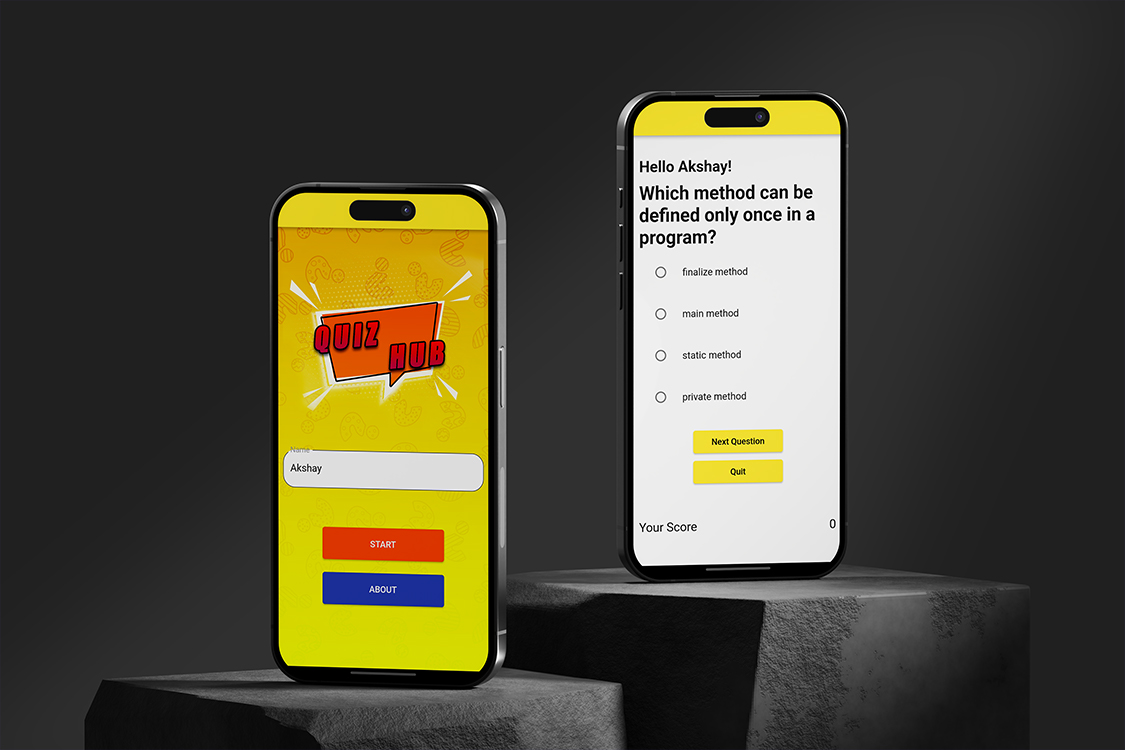 QUIZ
HUB
Name
Akshay
START
ABOUT
Hello Akshay!
Which method can be
defined only once in a
program?
finalize method
main method
static method
private method
Next Question
Quit
Your Score 0